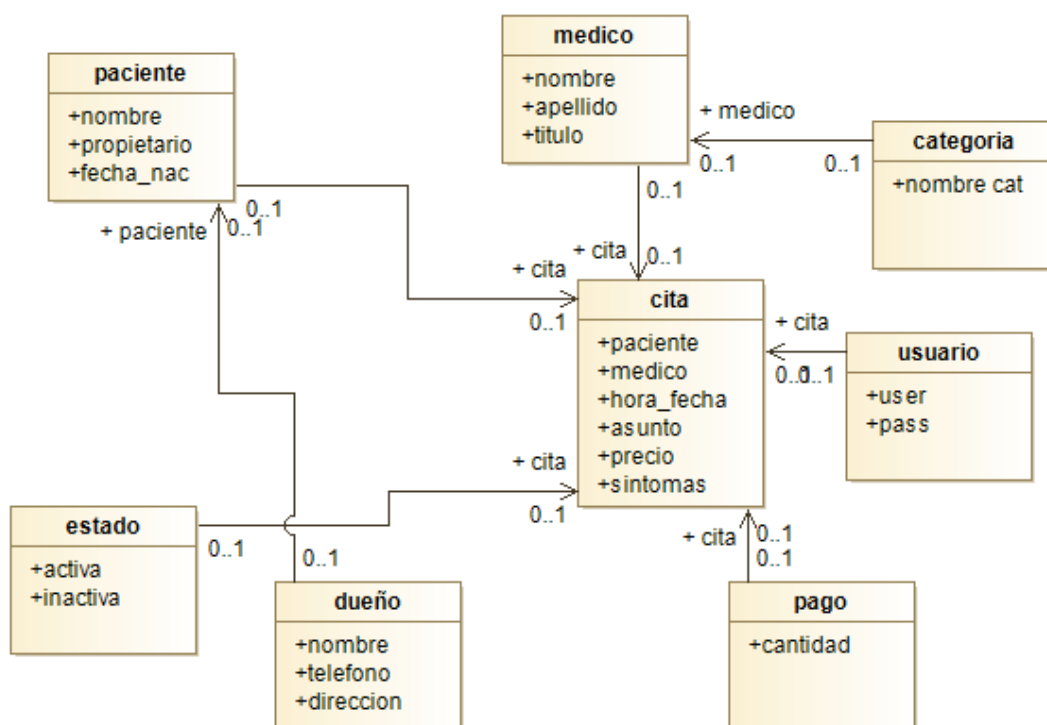 paciente
+nombre
+propietario
+fecha_nac
0..1
+ paciente
0..1
medico
+nombre
+apellido
+titulo
+ medico
0..1
0..1
categoria
+nombre cat
0..1
+ cita
0..1
+ cita
0..1
cita
+paciente
+medico
+hora_fecha
+asunto
+precio
+sintomas
+ cita
0..1
0..1
usuario
+user
+pass
+ cita
0..1
estado
+activa
+inactiva
0..1
0..1
dueño
+nombre
+telefono
+direccion
+ cita
0..1
0..1
pago
+cantidad